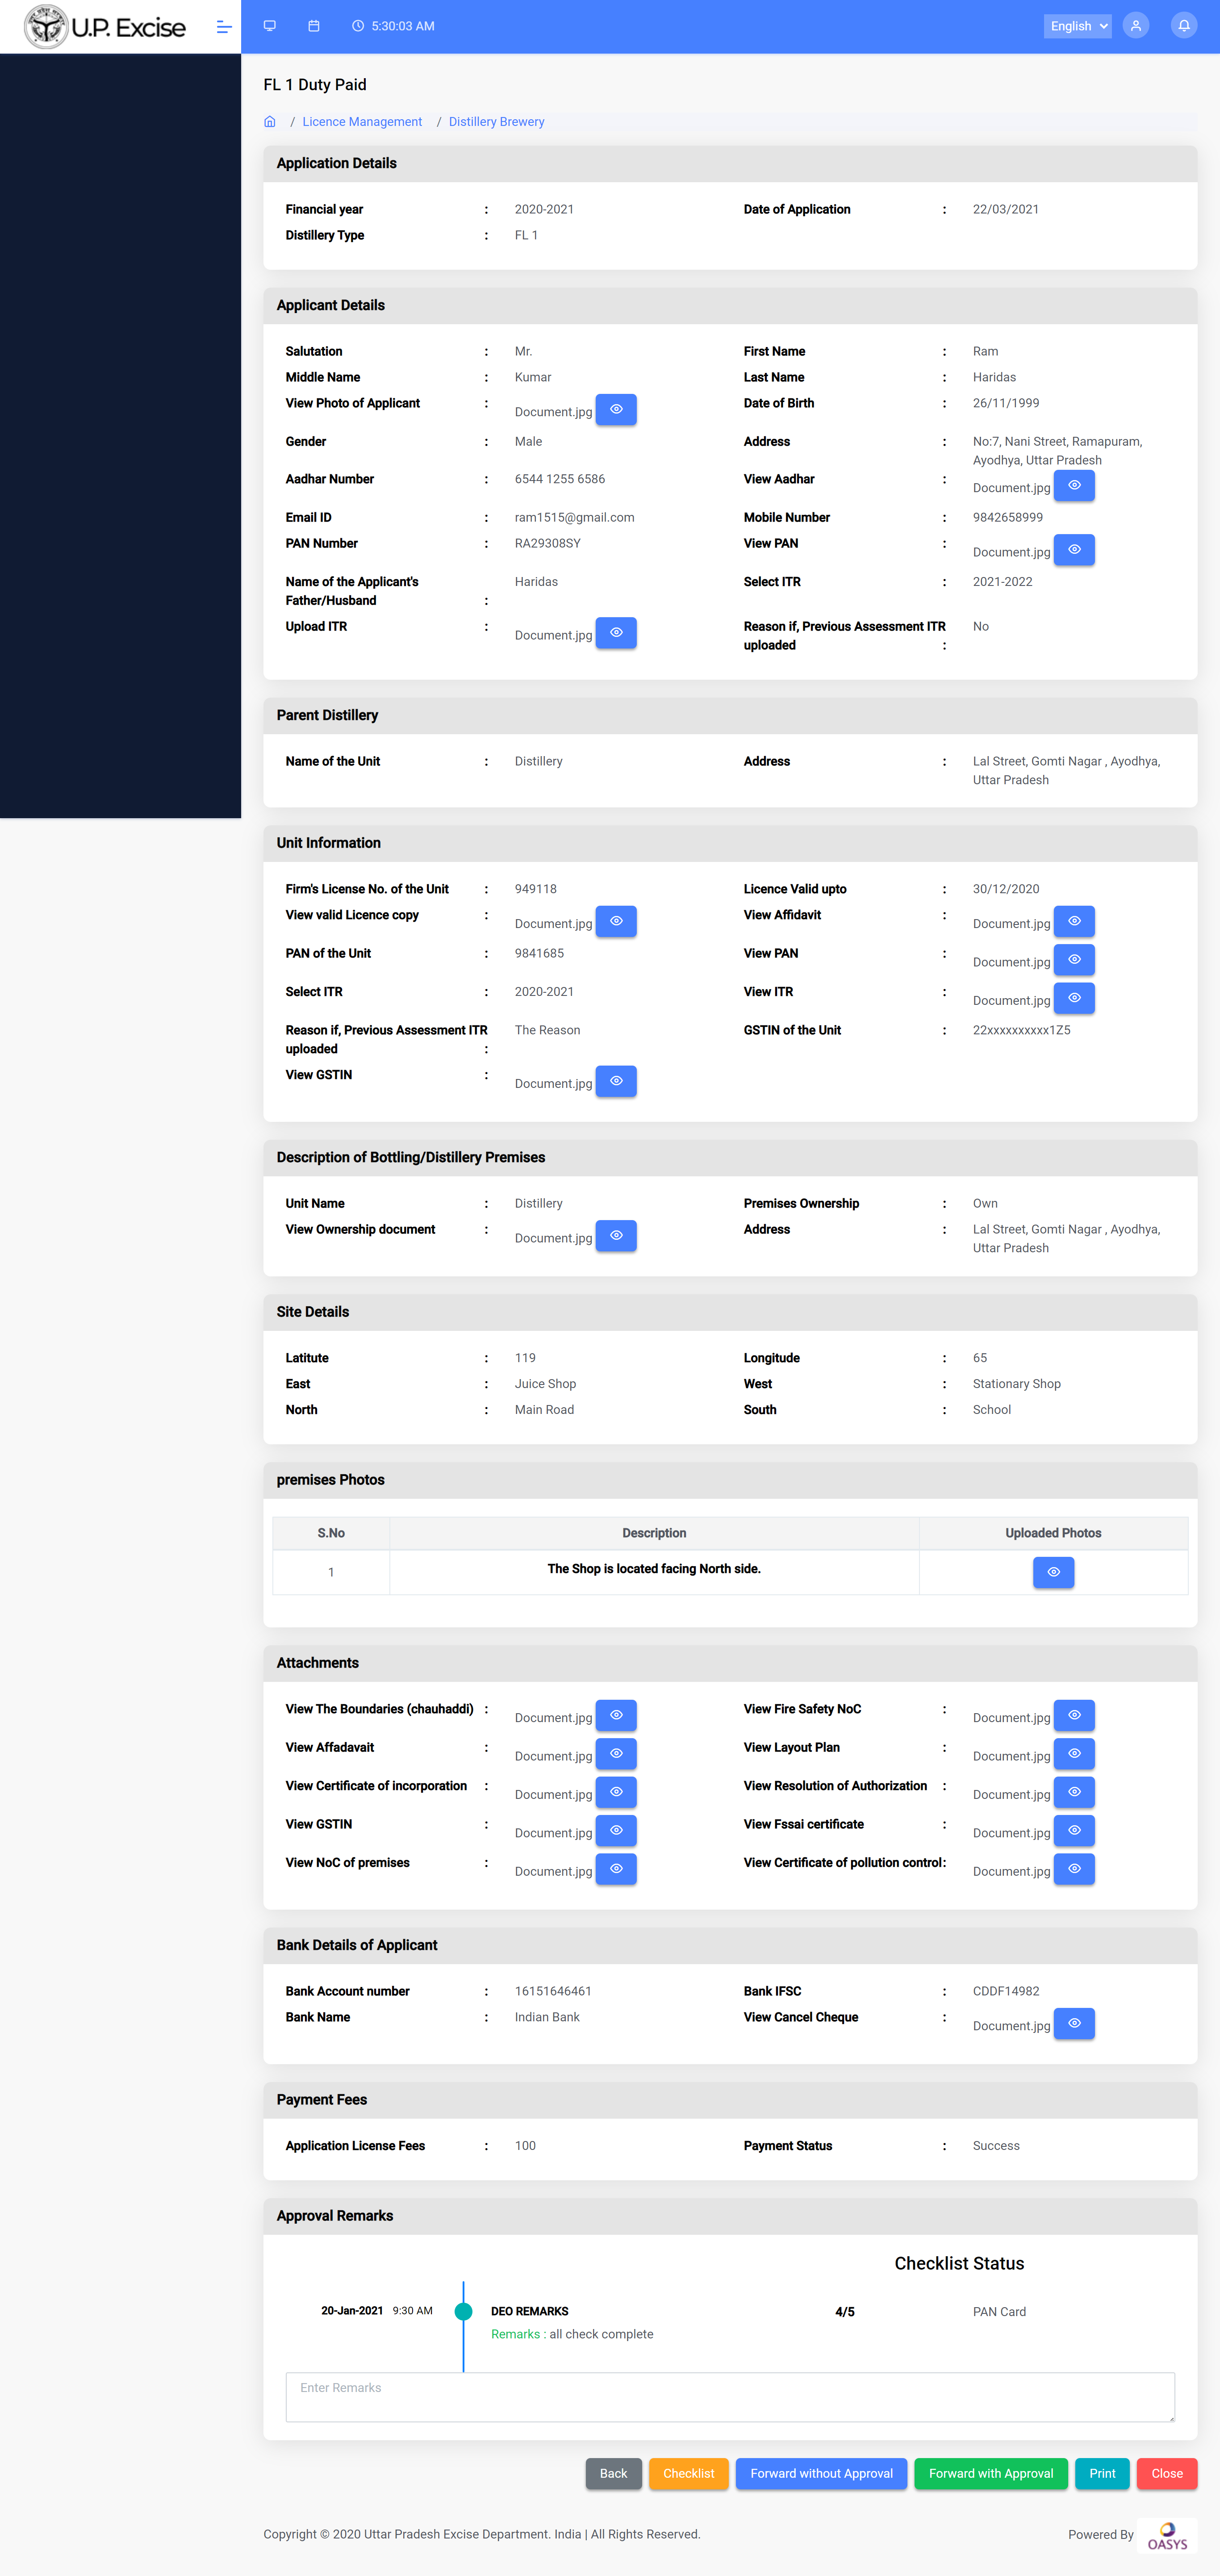 U.P. Excise
5:30:03 AM
English
FL 1 Duty Paid
/ Licence Management / Distillery Brewery
Application Details
Financial year : 2020-2021 Date of Application : 22/03/2021
Distillery Type : FL 1
Applicant Details
Salutation : Mr. First Name : Ram
Middle Name : Kumar Last Name : Haridas
View Photo of Applicant : Document.jpg Date of Birth : 26/11/1999
Gender : Male Address : No:7, Nani Street, Ramapuram,
Ayodhya, Uttar Pradesh
Aadhar Number : 6544 1255 6586 View Aadhar : Document.jpg
Email ID : ram1515@gmail.com Mobile Number : 9842658999
PAN Number : RA29308SY View PAN : Document.jpg
Name of the Applicant's Haridas Select ITR : 2021-2022
Father/Husband :
Upload ITR : Document.jpg Reason if, Previous Assessment ITR No
uploaded :
Parent Distillery
Name of the Unit : Distillery Address : Lal Street, Gomti Nagar , Ayodhya,
Uttar Pradesh
Unit Information
Firm's License No. of the Unit : 949118 Licence Valid upto : 30/12/2020
View valid Licence copy : Document.jpg View Affidavit : Document.jpg
PAN of the Unit : 9841685 View PAN : Document.jpg
Select ITR : 2020-2021 View ITR : Document.jpg
Reason if, Previous Assessment ITR The Reason GSTIN of the Unit : 22xxxxxxxxxx1Z5
uploaded :
View GSTIN : Document.jpg
Description of Bottling/Distillery Premises
Unit Name : Distillery Premises Ownership : Own
View Ownership document : Document.jpg Address : Lal Street, Gomti Nagar , Ayodhya,
Uttar Pradesh
Site Details
Latitute : 119 Longitude : 65
East : Juice Shop West : Stationary Shop
North : Main Road South : School
premises Photos
S.No Description Uploaded Photos
1 The Shop is located facing North side.
Attachments
View The Boundaries (chauhaddi) : Document.jpg View Fire Safety NoC : Document.jpg
View Affadavait : Document.jpg View Layout Plan : Document.jpg
View Certificate of incorporation : Document.jpg View Resolution of Authorization : Document.jpg
View GSTIN : Document.jpg View Fssai certificate : Document.jpg
View NoC of premises : Document.jpg View Certificate of pollution control: Document.jpg
Bank Details of Applicant
Bank Account number : 16151646461 Bank IFSC : CDDF14982
Bank Name : Indian Bank View Cancel Cheque : Document.jpg
Payment Fees
Application License Fees : 100 Payment Status : Success
Approval Remarks
Checklist Status
20-Jan-2021 9:30 AM DEO REMARKS 4/5 PAN Card
Remarks : all check complete
Enter Remarks
Back Checklist Forward without Approval Forward with Approval Print Close
Copyright © 2020 Uttar Pradesh Excise Department. India | All Rights Reserved. Powered By OASYS